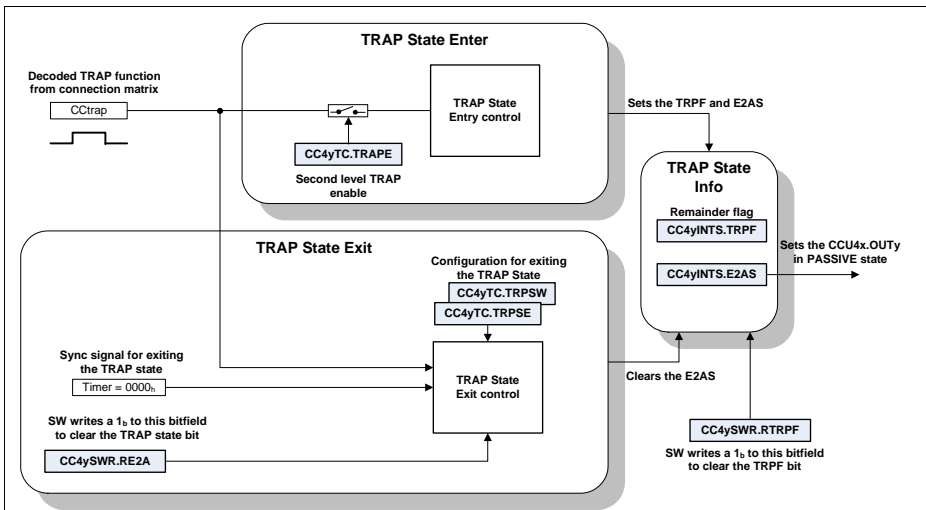 TRAP State Enter
Decoded TRAP function
from connection matrix
CCtrap
TRAP State
Entry control
CC4yTC.TRAPE
Second level TRAP
enable
Sets the TRPF and E2AS
TRAP State
Info
Remainder flag
CC4yINTS.TRPF
CC4yINTS.E2AS
Sets the CCU4x.OUTy
in PASSIVE state
TRAP State Exit
Configuration for exiting
the TRAP State
CC4yTC.TRPSW
CC4yTC.TRPSE
Sync signal for exiting
the TRAP state
Timer = 0000h
TRAP State
Exit control
SW writes a 1b to this bitfield
to clear the TRAP state bit
CC4ySWR.RE2A
Clears the E2AS
CC4ySWR.RTRPF
SW writes a 1b to this bitfield
to clear the TRPF bit